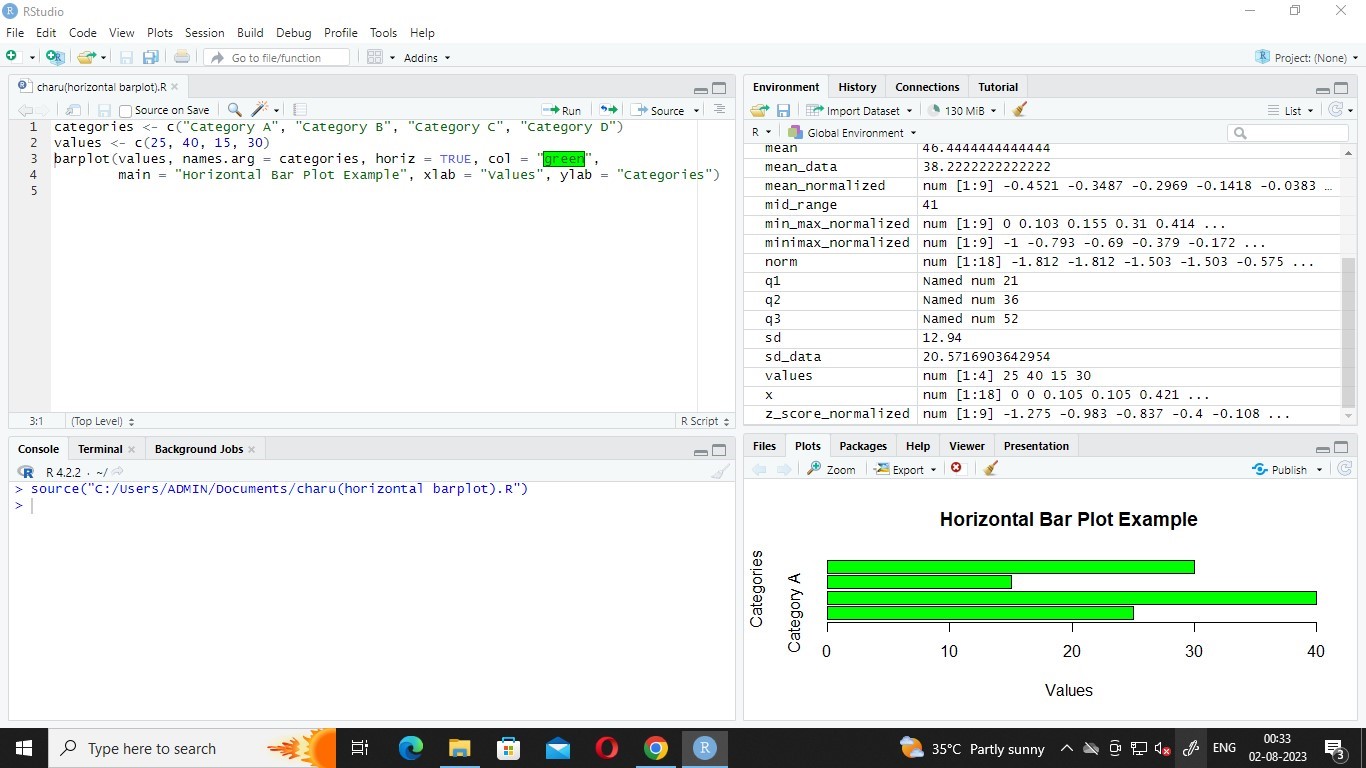 RStudio
File Edit Code View Plots Session Build Debug Profile Tools Help
Go to file/function Addins Project: (None)
charu(horizontal barplot).R
Source on Save Run Source
1 categories <- c("Category A", "Category B", "Category C", "Category D")
2 values <- c(25, 40, 15, 30)
3 barplot(values, names.arg = categories, horiz = TRUE, col = "green",
4 main = "Horizontal Bar Plot Example", xlab = "Values", ylab = "Categories")
5
3:1 (Top Level) R Script
Console Terminal Background Jobs
R 4.2.2 · ~/
> source("C:/Users/ADMIN/Documents/charu(horizontal barplot).R")
>
Environment History Connections Tutorial
Import Dataset 130 MiB List
R Global Environment
mean 46.4444444444444
mean_data 38.2222222222222
mean_normalized num [1:9] -0.4521 -0.3487 -0.2969 -0.1418 -0.0383 …
mid_range 41
min_max_normalized num [1:9] 0 0.103 0.155 0.31 0.414 ...
minimax_normalized num [1:9] -1 -0.793 -0.69 -0.379 -0.172 ...
norm num [1:18] -1.812 -1.812 -1.503 -1.503 -0.575 ...
q1 Named num 21
q2 Named num 36
q3 Named num 52
sd 12.94
sd_data 20.5716903642954
values num [1:4] 25 40 15 30
x num [1:18] 0 0 0.105 0.105 0.421 ...
z_score_normalized num [1:9] -1.275 -0.983 -0.837 -0.4 -0.108 ...
Files Plots Packages Help Viewer Presentation
Zoom Export Publish
Horizontal Bar Plot Example
Categories
Category A
0 10 20 30 40
Values
Type here to search
35°C Partly sunny
ENG
00:33
02-08-2023
3